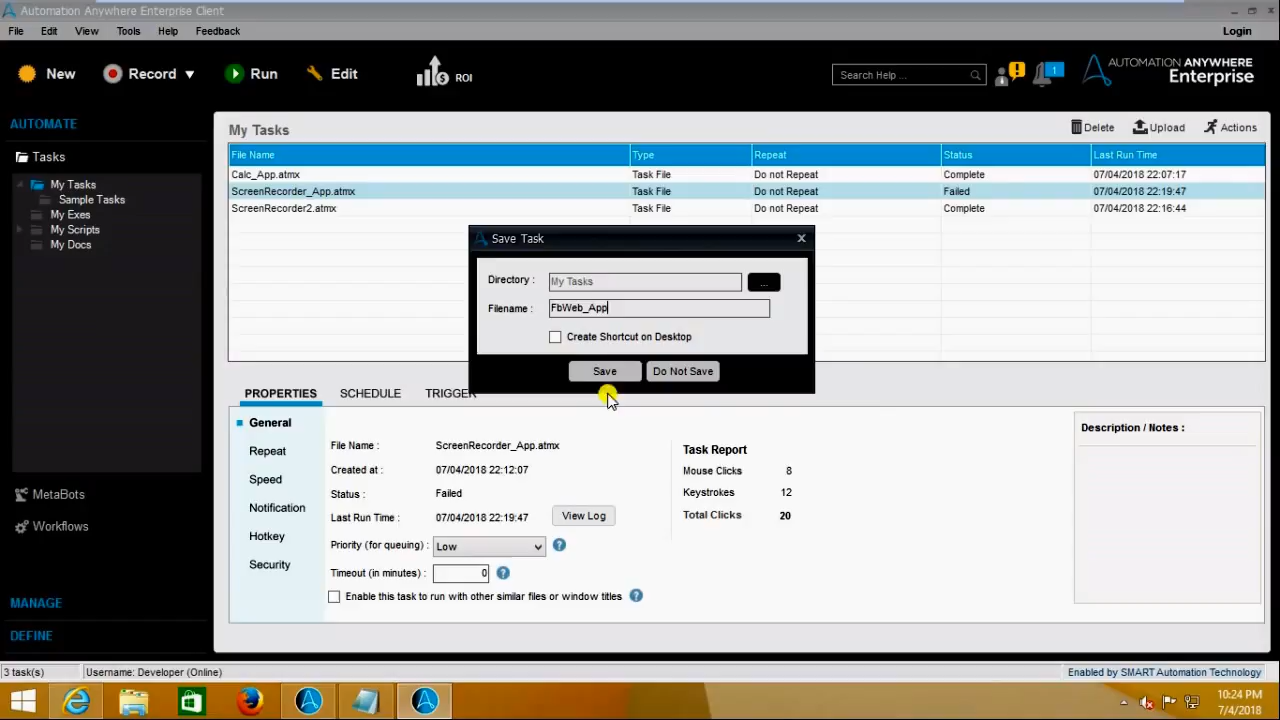 Automation Anywhere Enterprise Client
File Edit View Tools Help Feedback Login
New Record Run Edit ROI Search Help ... 1 AUTOMATION ANYWHERE
Enterprise
AUTOMATE
Tasks
My Tasks
Sample Tasks
My Exes
My Scripts
My Docs
MetaBots
Workflows
MANAGE
DEFINE
My Tasks Delete Upload Actions
File Name Type Repeat Status Last Run Time
Calc_App.atmx Task File Do not Repeat Complete 07/04/2018 22:07:17
ScreenRecorder_App.atmx Task File Do not Repeat Failed 07/04/2018 22:19:47
ScreenRecorder2.atmx Task File Do not Repeat Complete 07/04/2018 22:16:44
Save Task
Directory : My Tasks ...
Filename : FbWeb_App
Create Shortcut on Desktop
Save Do Not Save
PROPERTIES SCHEDULE TRIGGER
General
Repeat
Speed
Notification
Hotkey
Security
File Name : ScreenRecorder_App.atmx
Created at : 07/04/2018 22:12:07
Status : Failed
Last Run Time : 07/04/2018 22:19:47 View Log
Priority (for queuing) : Low ?
Timeout (in minutes) : 0 ?
Enable this task to run with other similar files or window titles ?
Task Report
Mouse Clicks 8
Keystrokes 12
Total Clicks 20
Description / Notes :
3 task(s) Username: Developer (Online) Enabled by SMART Automation Technology
10:24 PM
7/4/2018